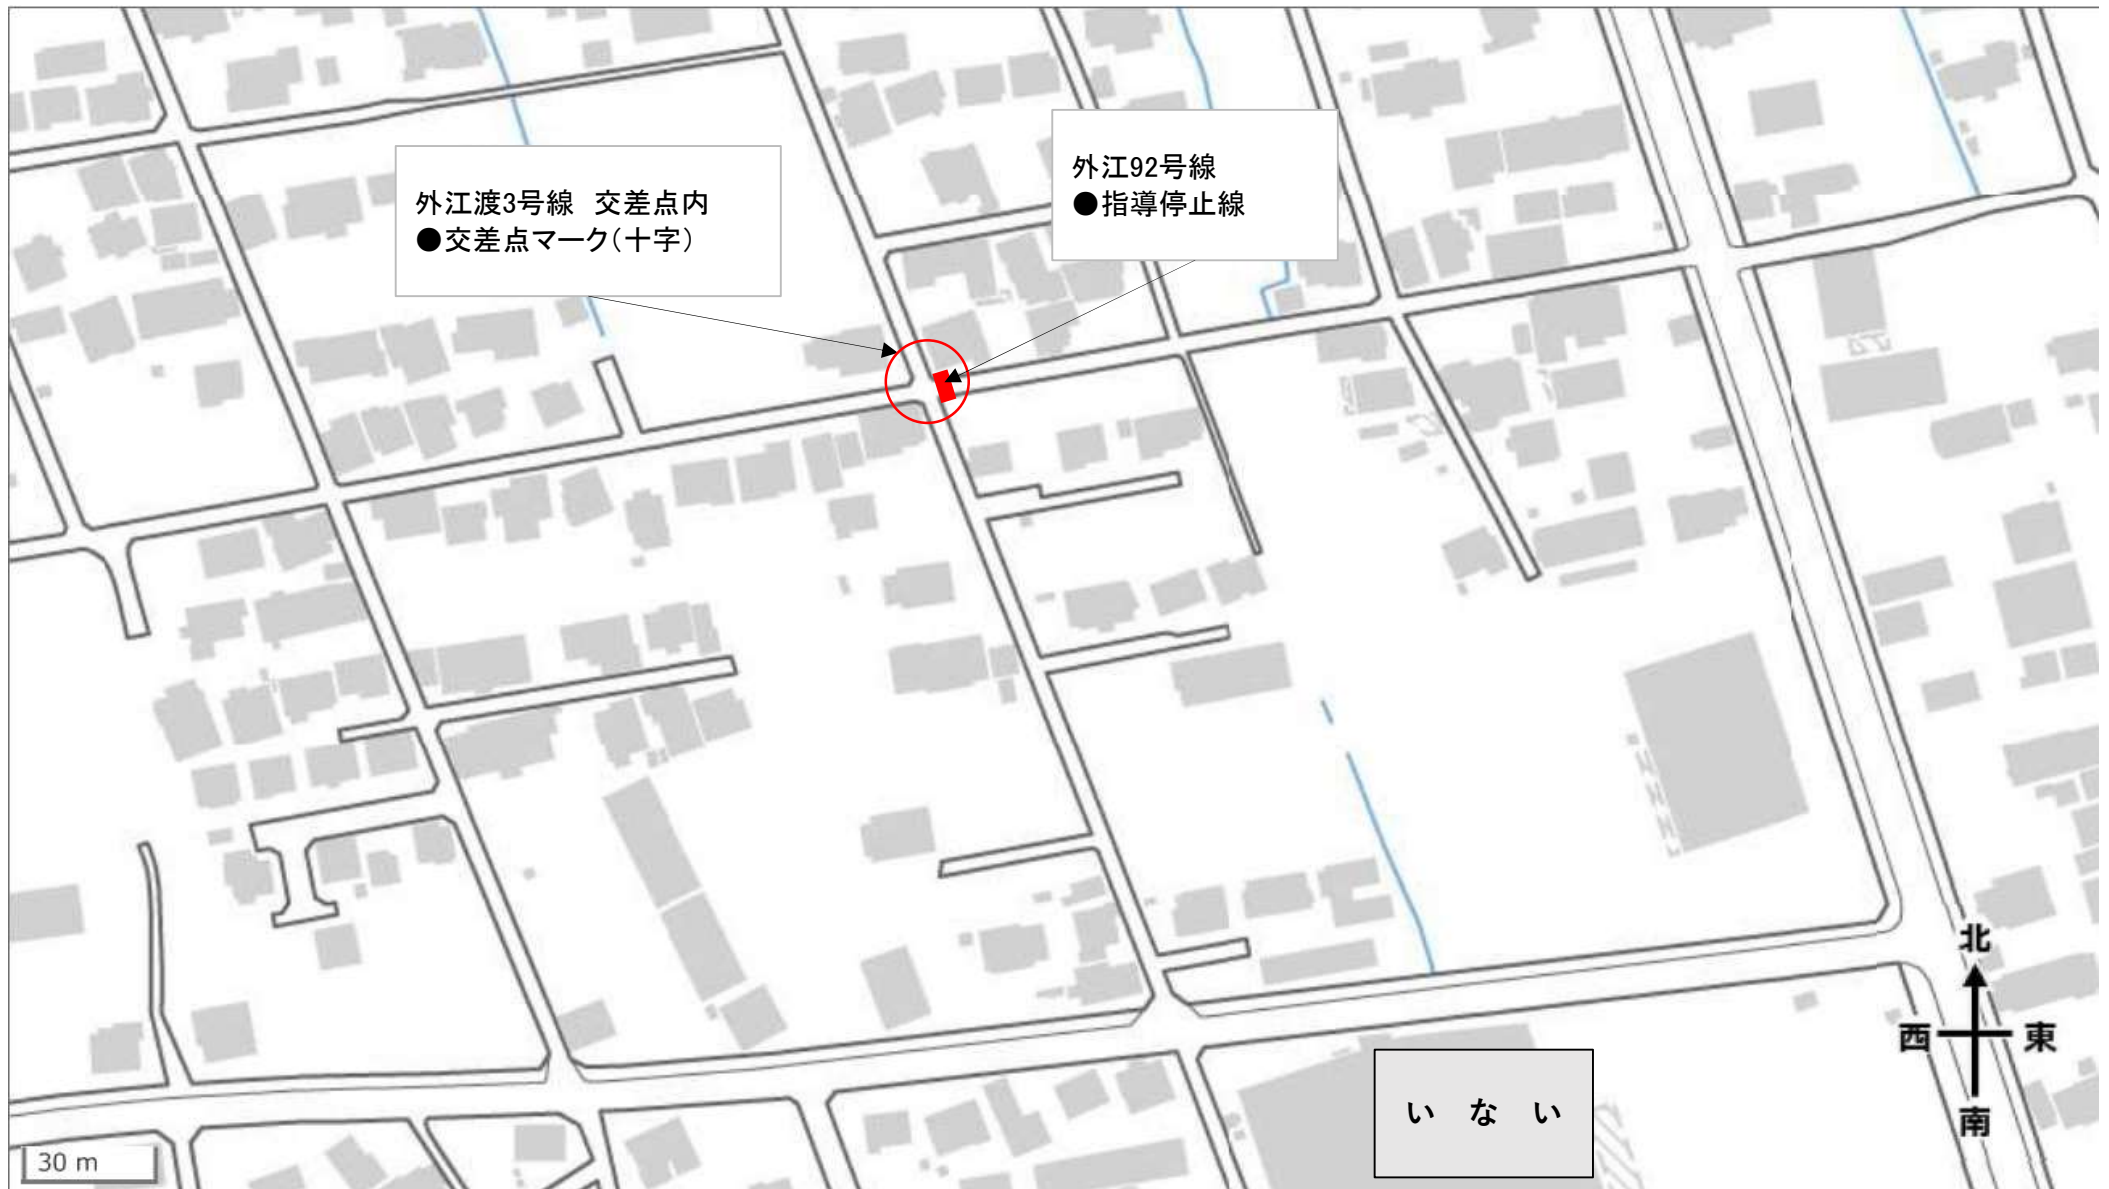 外江渡3号線 交差点内
●交差点マーク(十字)
外江92号線
●指導停止線
北
西 東
南
い な い
30 m